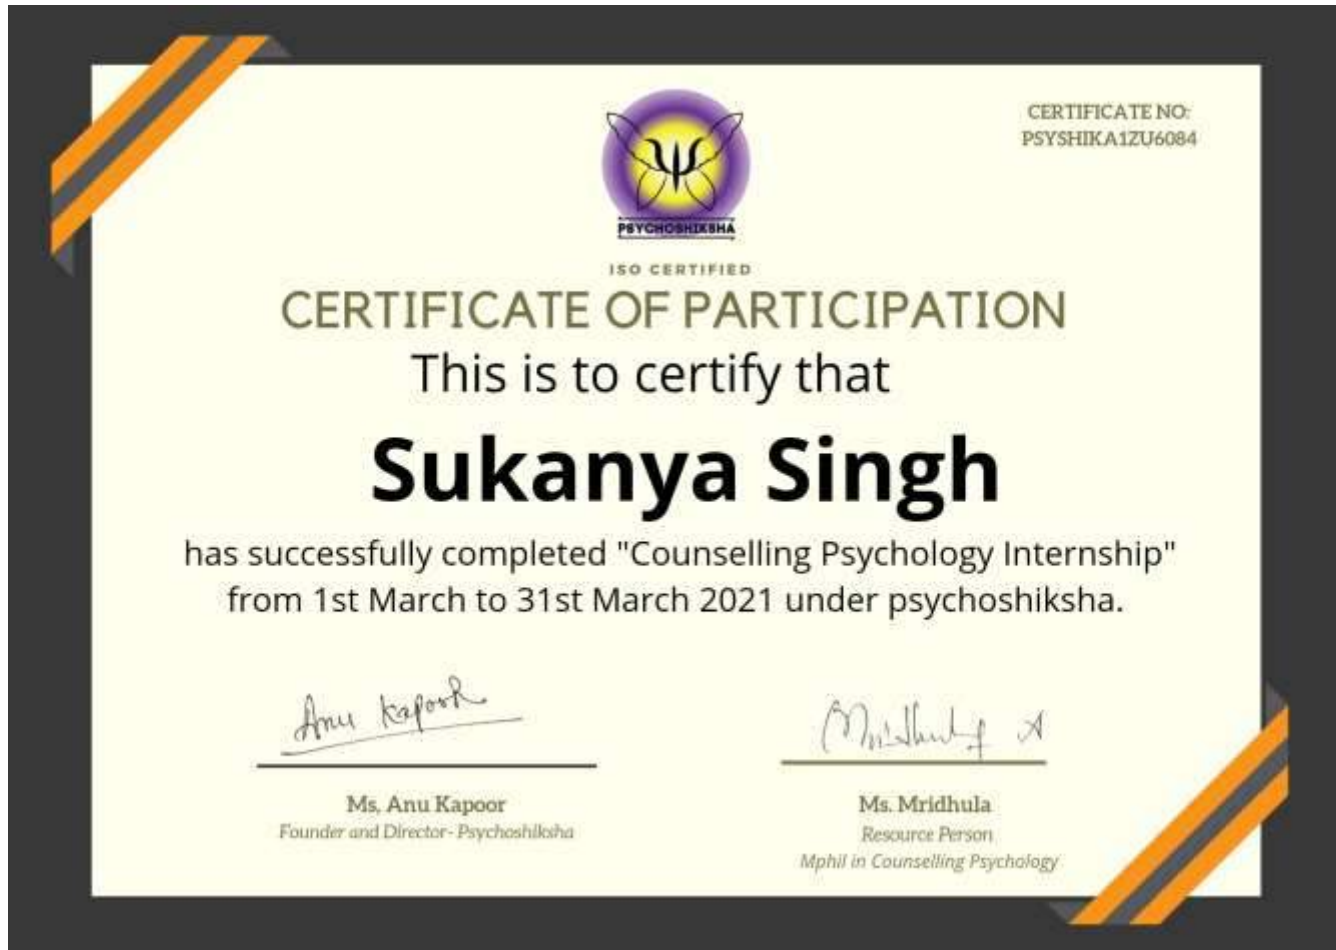 CERTIFICATE NO:
PSYSHIKA1ZU6084
PSYCHOSHIKSHA
ISO CERTIFIED
CERTIFICATE OF PARTICIPATION
This is to certify that
Sukanya Singh
has successfully completed "Counselling Psychology Internship"
from 1st March to 31st March 2021 under psychoshiksha.
Anu Kapoor
Mridhula A
Ms, Anu Kapoor
Founder and Director- Psychoshiksha
Ms. Mridhula
Resource Person
Mphil in Counselling Psychology